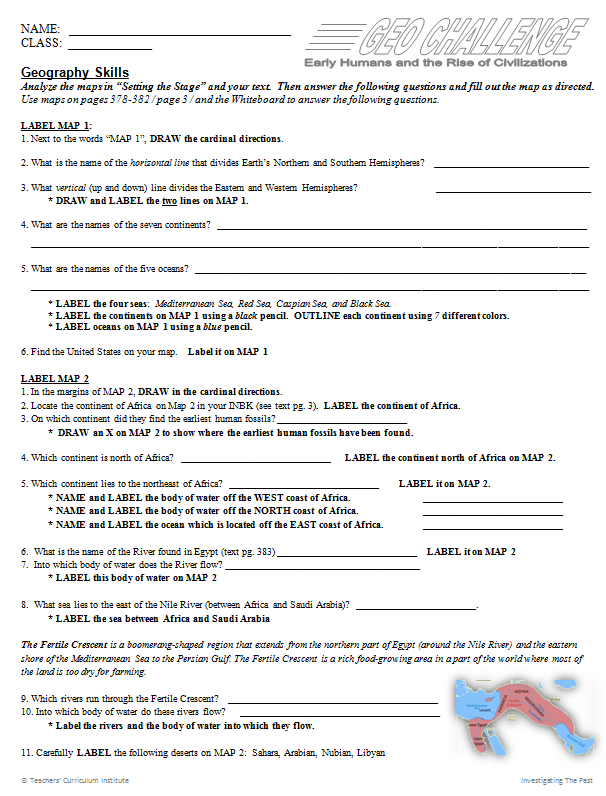 NAME: ___________________________________
CLASS: _____________
GEO CHALLENGE
Early Humans and the Rise of Civilizations
Geography Skills
Analyze the maps in “Setting the Stage” and your text. Then answer the following questions and fill out the map as directed.
Use maps on pages 378-382 / page 3 / and the Whiteboard to answer the following questions.
LABEL MAP 1:
1. Next to the words “MAP 1”, DRAW the cardinal directions.
2. What is the name of the horizontal line that divides Earth’s Northern and Southern Hemispheres? ____________________
3. What vertical (up and down) line divides the Eastern and Western Hemispheres? ____________________
* DRAW and LABEL the two lines on MAP 1.
4. What are the names of the seven continents? ____________________
____________________
5. What are the names of the five oceans? ____________________
____________________
* LABEL the four seas: Mediterranean Sea, Red Sea, Caspian Sea, and Black Sea.
* LABEL the continents on MAP 1 using a black pencil. OUTLINE each continent using 7 different colors.
* LABEL oceans on MAP 1 using a blue pencil.
6. Find the United States on your map. Label it on MAP 1
LABEL MAP 2
1. In the margins of MAP 2, DRAW in the cardinal directions.
2. Locate the continent of Africa on Map 2 in your INBK (see text pg. 3). LABEL the continent of Africa.
3. On which continent did they find the earliest human fossils? ____________________
* DRAW an X on MAP 2 to show where the earliest human fossils have been found.
4. Which continent is north of Africa? ____________________ LABEL the continent north of Africa on MAP 2.
5. Which continent lies to the northeast of Africa? ____________________ LABEL it on MAP 2.
* NAME and LABEL the body of water off the WEST coast of Africa. ____________________
* NAME and LABEL the body of water off the NORTH coast of Africa. ____________________
* NAME and LABEL the ocean which is located off the EAST coast of Africa. ____________________
6. What is the name of the River found in Egypt (text pg. 383) ____________________ LABEL it on MAP 2
7. Into which body of water does the River flow? ____________________
* LABEL this body of water on MAP 2
8. What sea lies to the east of the Nile River (between Africa and Saudi Arabia)? ____________________.
* LABEL the sea between Africa and Saudi Arabia
The Fertile Crescent is a boomerang-shaped region that extends from the northern part of Egypt (around the Nile River) and the eastern
shore of the Mediterranean Sea to the Persian Gulf. The Fertile Crescent is a rich food-growing area in a part of the world where most of
the land is too dry for farming.
9. Which rivers run through the Fertile Crescent? ____________________
10. Into which body of water do these rivers flow? ____________________
* Label the rivers and the body of water into which they flow.
11. Carefully LABEL the following deserts on MAP 2: Sahara, Arabian, Nubian, Libyan
© Teachers’ Curriculum Institute
Investigating The Past